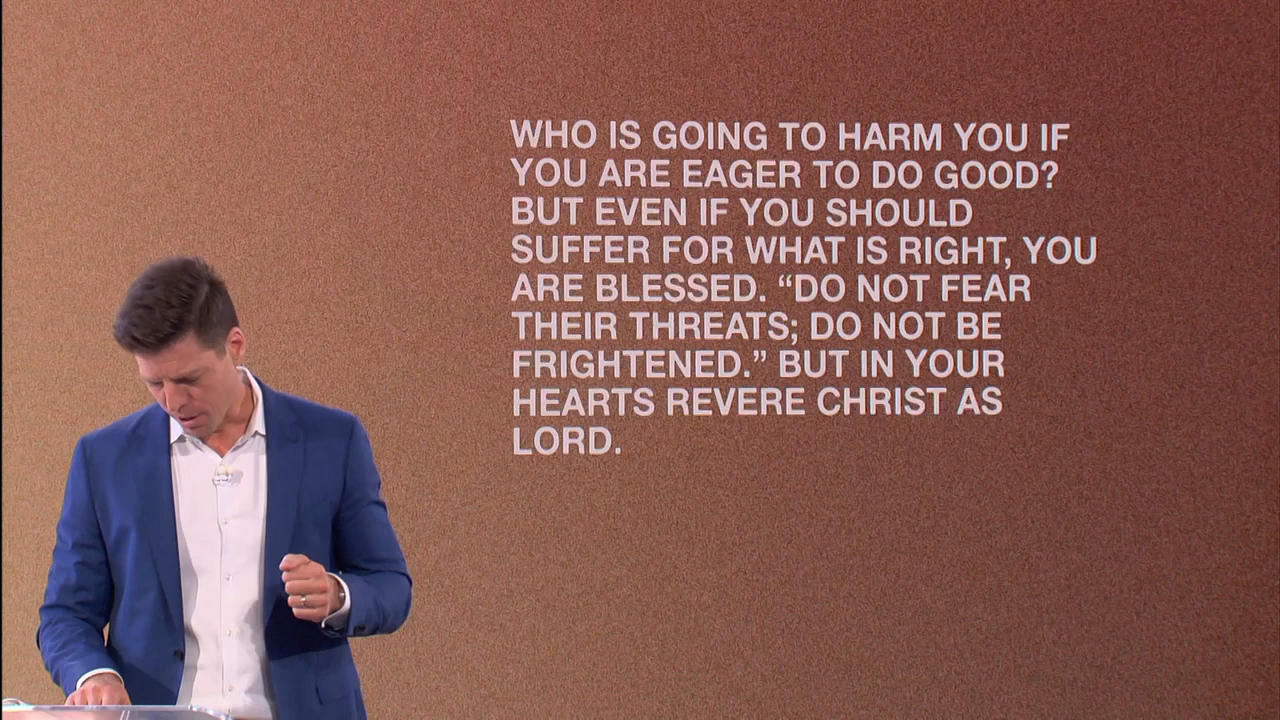 WHO IS GOING TO HARM YOU IF
YOU ARE EAGER TO DO GOOD?
BUT EVEN IF YOU SHOULD
SUFFER FOR WHAT IS RIGHT, YOU
ARE BLESSED. “DO NOT FEAR
THEIR THREATS; DO NOT BE
FRIGHTENED.” BUT IN YOUR
HEARTS REVERE CHRIST AS
LORD.